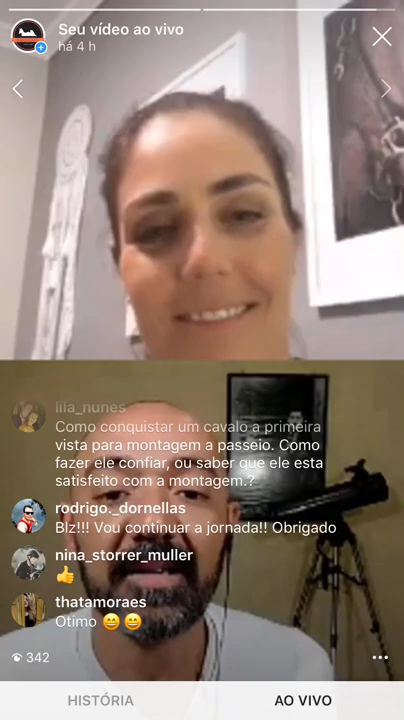 Seu vídeo ao vivo
há 4 h
lila_nunes
Como conquistar um cavalo a primeira
vista para montagem a passeio. Como
fazer ele confiar, ou saber que ele esta
satisfeito com a montagem.?
rodrigo._dornellas
Blz!!! Vou continuar a jornada!! Obrigado
nina_storrer_muller
👍
thatamoraes
Otimo 😄😄
342
HISTÓRIA
AO VIVO